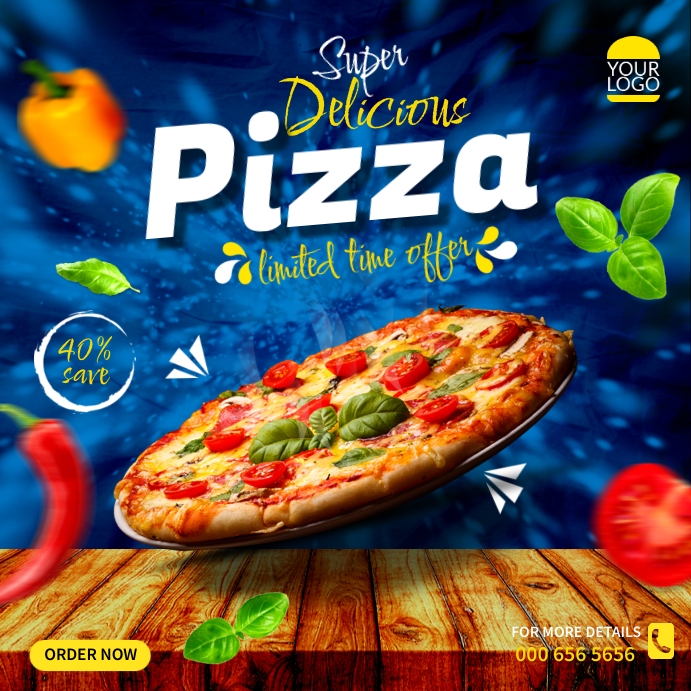 Super
Delicious
Pizza
limited time offer
YOUR
LOGO
40%
save
ORDER NOW
FOR MORE DETAILS
000 656 5656